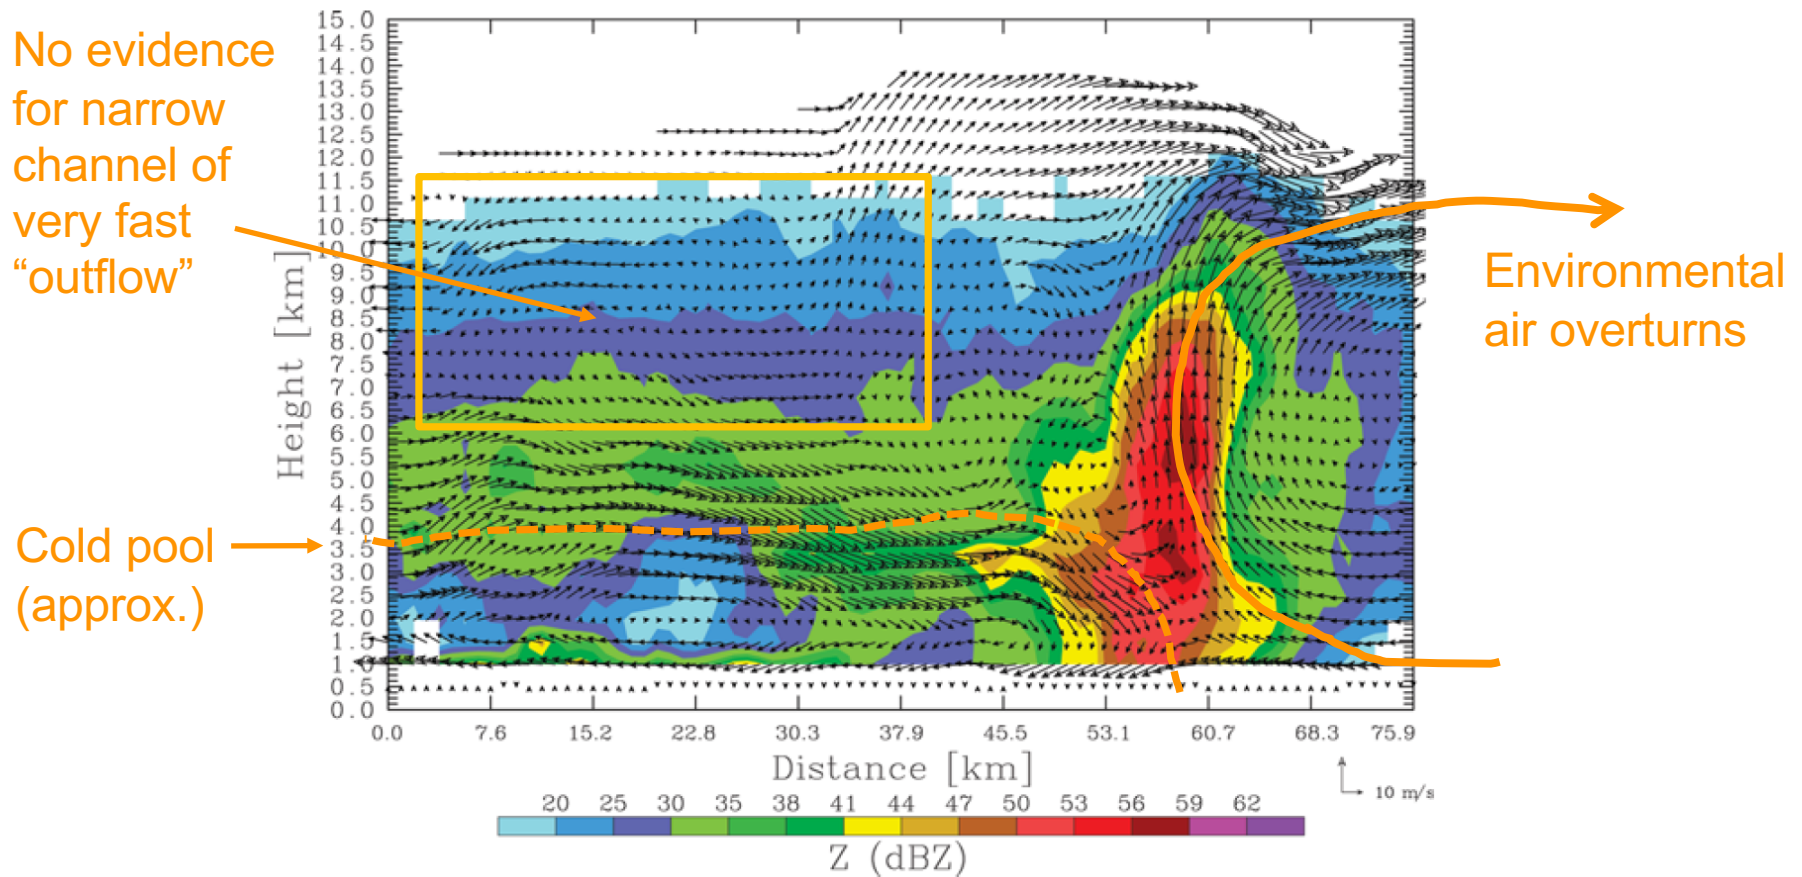 No evidence
for narrow
channel of
very fast
“outflow”
Cold pool
(approx.)
Environmental
air overturns
Height [km]
15.0
14.5
14.0
13.5
13.0
12.5
12.0
11.5
11.0
10.5
10.0
9.5
9.0
8.5
8.0
7.5
7.0
6.5
6.0
5.5
5.0
4.5
4.0
3.5
3.0
2.5
2.0
1.5
1.0
0.5
0.0
0.0 7.6 15.2 22.8 30.3 37.9 45.5 53.1 60.7 68.3 75.9
Distance [km]
10 m/s
20 25 30 35 38 41 44 47 50 53 56 59 62
Z (dBZ)